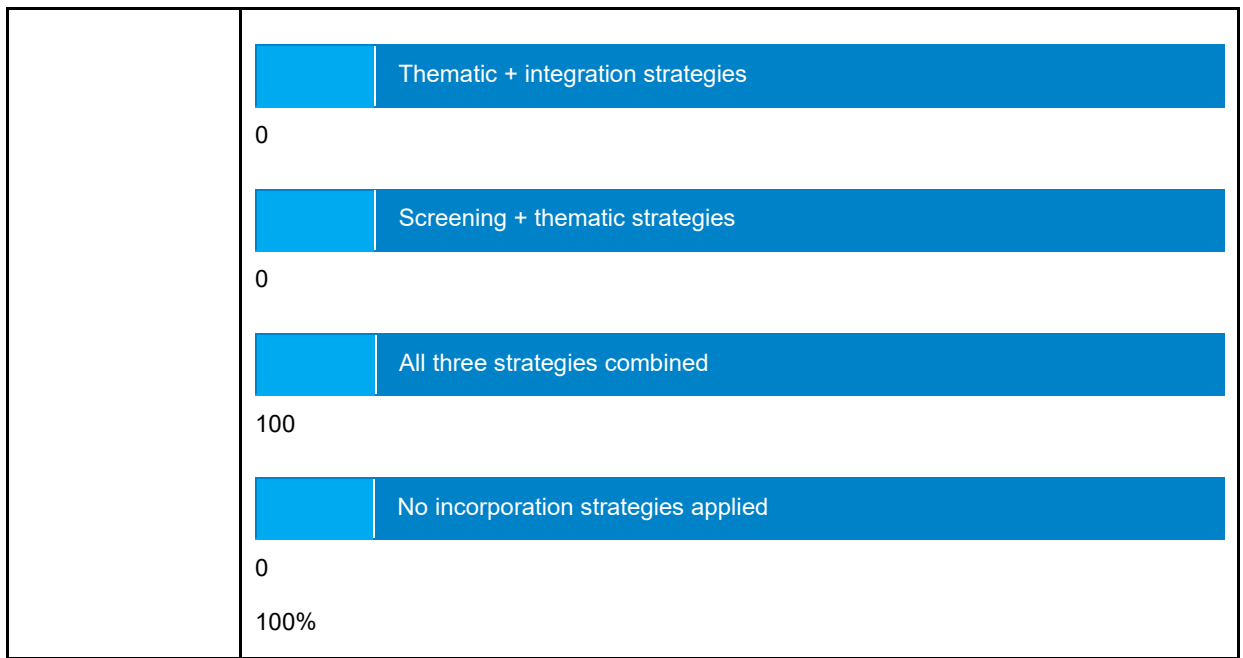 Thematic + integration strategies
0
Screening + thematic strategies
0
All three strategies combined
100
No incorporation strategies applied
0
100%